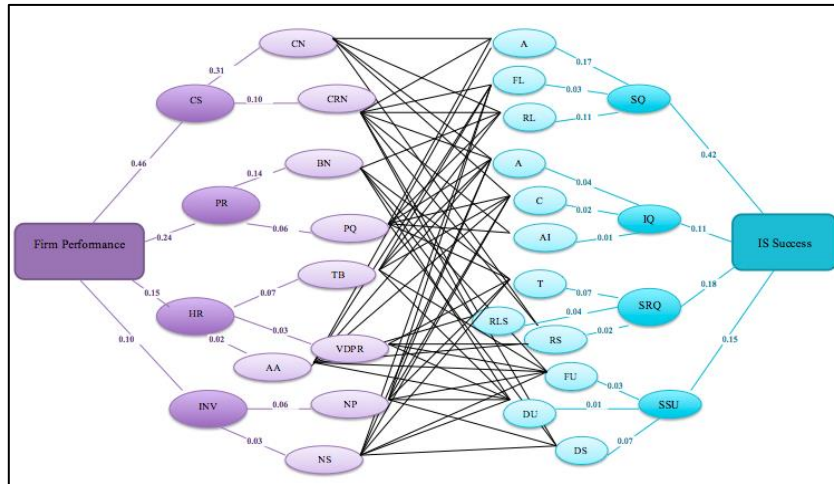 CN
A
0.31
0.17
FL
CS
0.10
CRN
0.03
SQ
RL
0.11
0.46
0.14
BN
A
0.04
0.42
PR
C
0.02
Firm Performance
0.24
0.06
PQ
IQ
0.11
IS Success
AI
0.01
0.15
0.07
TB
T
0.07
0.18
HR
SRQ
0.03
RLS
0.04
0.02
VDPR
RS
0.02
0.10
AA
0.15
FU
0.03
INV
0.06
NP
DU
0.01
SSU
0.03
0.07
NS
DS